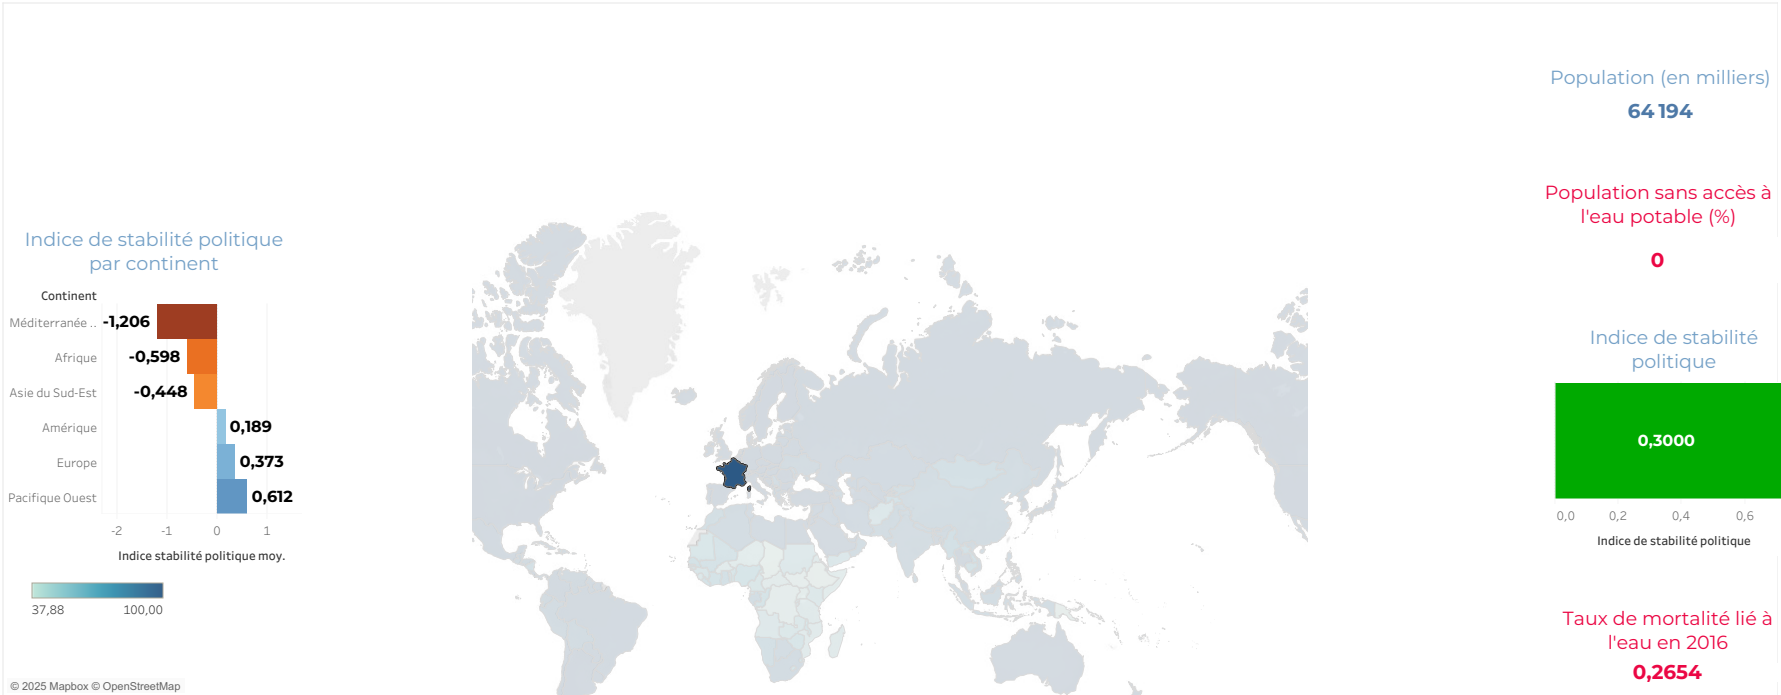 Population (en milliers)
64 194
Population sans accès à
l'eau potable (%)
0
Indice de stabilité politique
par continent
Continent
Méditerranée ..
-1,206
Afrique
-0,598
Asie du Sud-Est
-0,448
Amérique
0,189
Europe
0,373
Pacifique Ouest
0,612
-2 -1 0 1
Indice stabilité politique moy.
37,88 100,00
Indice de stabilité
politique
0,3000
0,0 0,2 0,4 0,6
Indice de stabilité politique
Taux de mortalité lié à
l'eau en 2016
0,2654
© 2025 Mapbox © OpenStreetMap